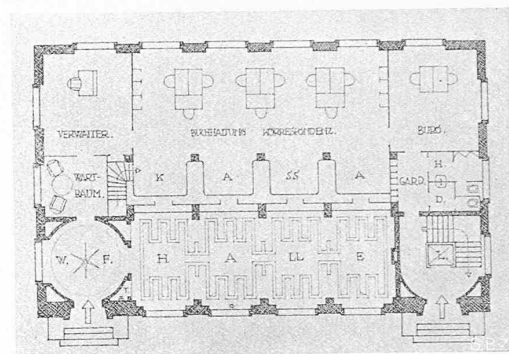 VERWALTER.
BUCHHALTUNG KORRESPONDENZ.
BURO.
WART-
RAUM.
K A SS A
GARD.
H.
D.
W. F.
H A LL E
L.